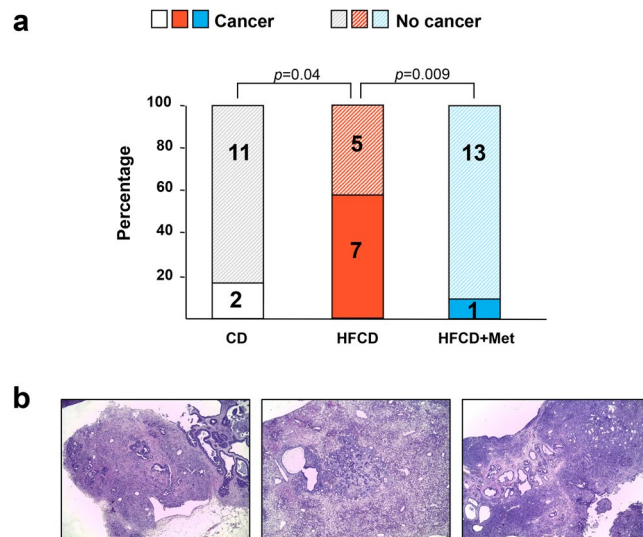 a
Cancer No cancer
p=0.04 p=0.009
Percentage
100
80
60
40
20
11 5 13
2 7 1
CD HFCD HFCD+Met
b